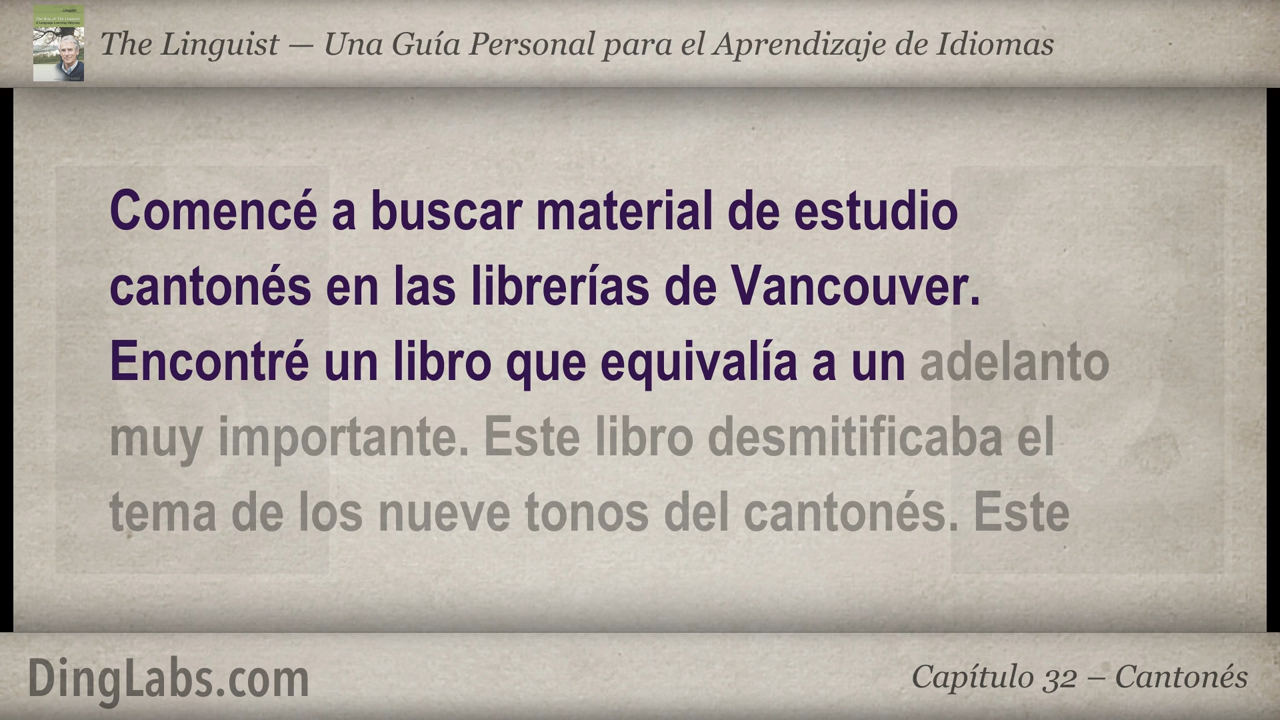 The Linguist — Una Guía Personal para el Aprendizaje de Idiomas
Comencé a buscar material de estudio
cantonés en las librerías de Vancouver.
Encontré un libro que equivalía a un adelanto
muy importante. Este libro desmitificaba el
tema de los nueve tonos del cantonés. Este
DingLabs.com
Capítulo 32 – Cantonés